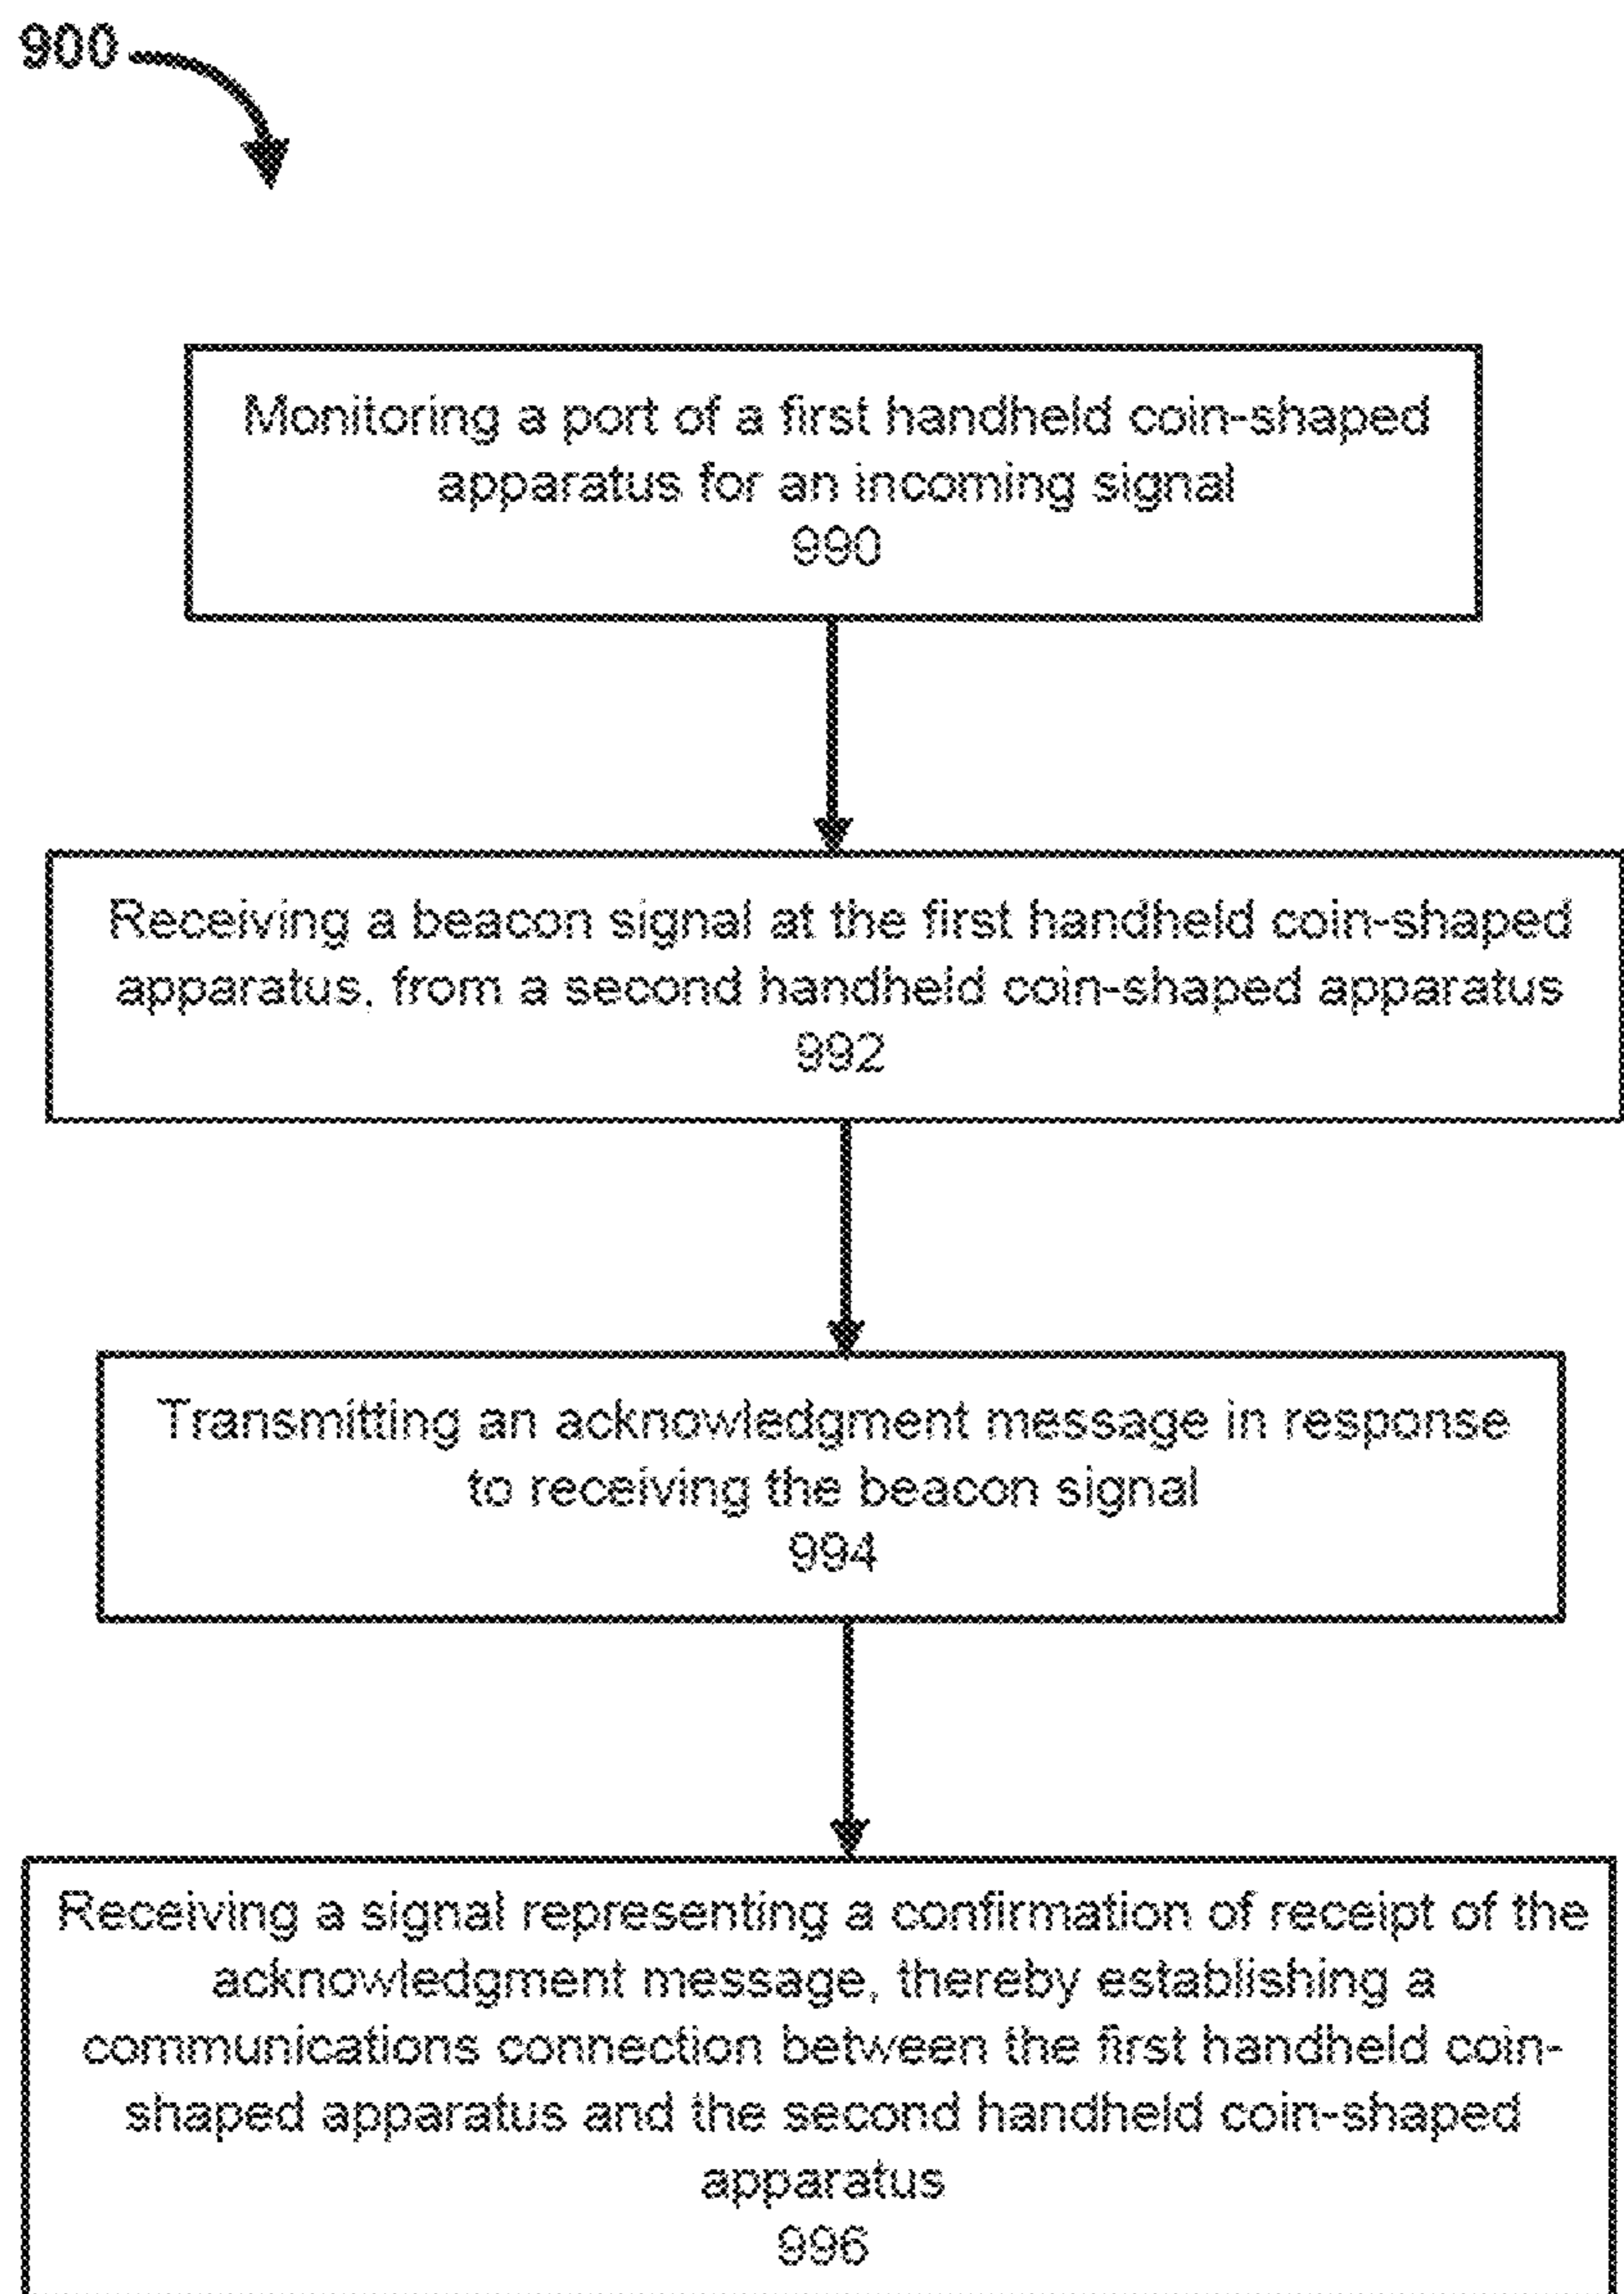 900
Monitoring a port of a first handheld coin-shaped
apparatus for an incoming signal
990
Receiving a beacon signal at the first handheld coin-shaped
apparatus, from a second handheld coin-shaped apparatus
992
Transmitting an acknowledgment message in response
to receiving the beacon signal
994
Receiving a signal representing a confirmation of receipt of the
acknowledgment message, thereby establishing a
communications connection between the first handheld coin-
shaped apparatus and the second handheld coin-shaped
apparatus
996